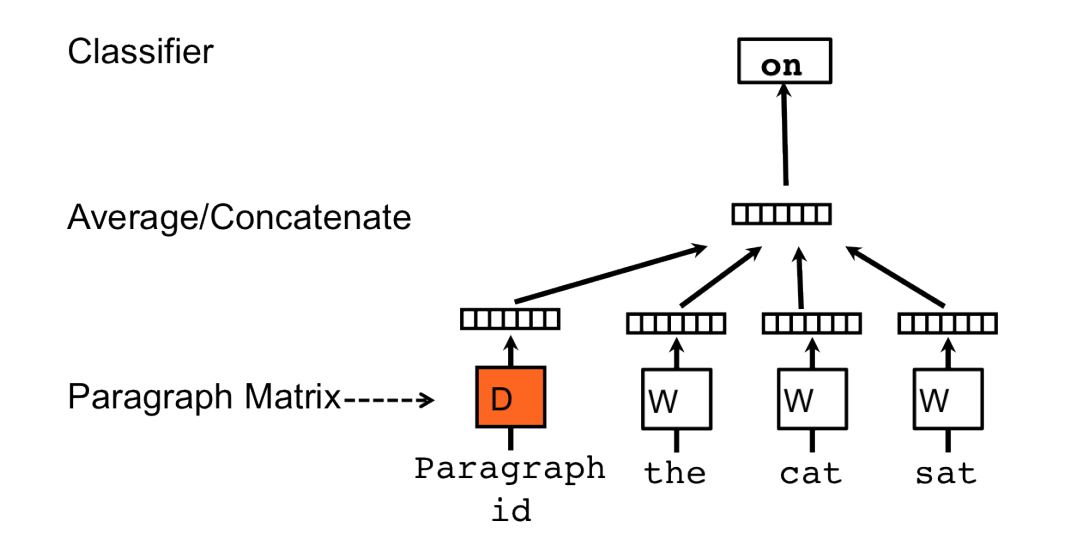 Classifier
on
Average/Concatenate
Paragraph Matrix
D
W
W
W
Paragraph
id
the
cat
sat